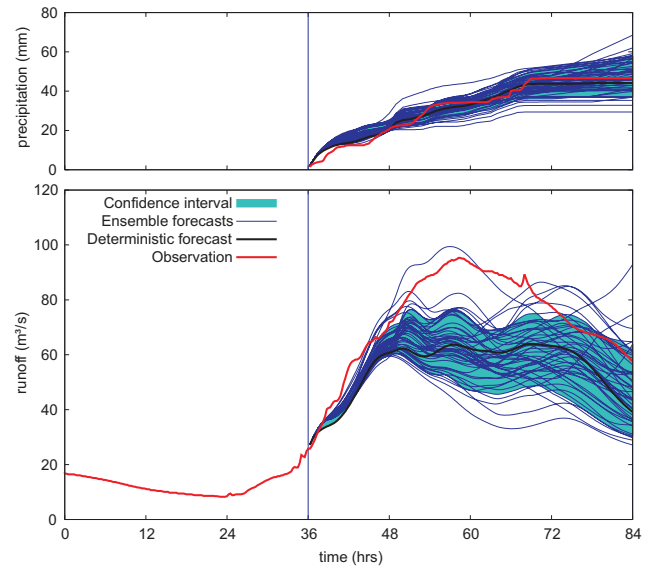 80
60
40
20
0
precipitation (mm)
120
100
80
60
40
20
0
runoff (m³/s)
Confidence interval
Ensemble forecasts
Deterministic forecast
Observation
0 12 24 36 48 60 72 84
time (hrs)